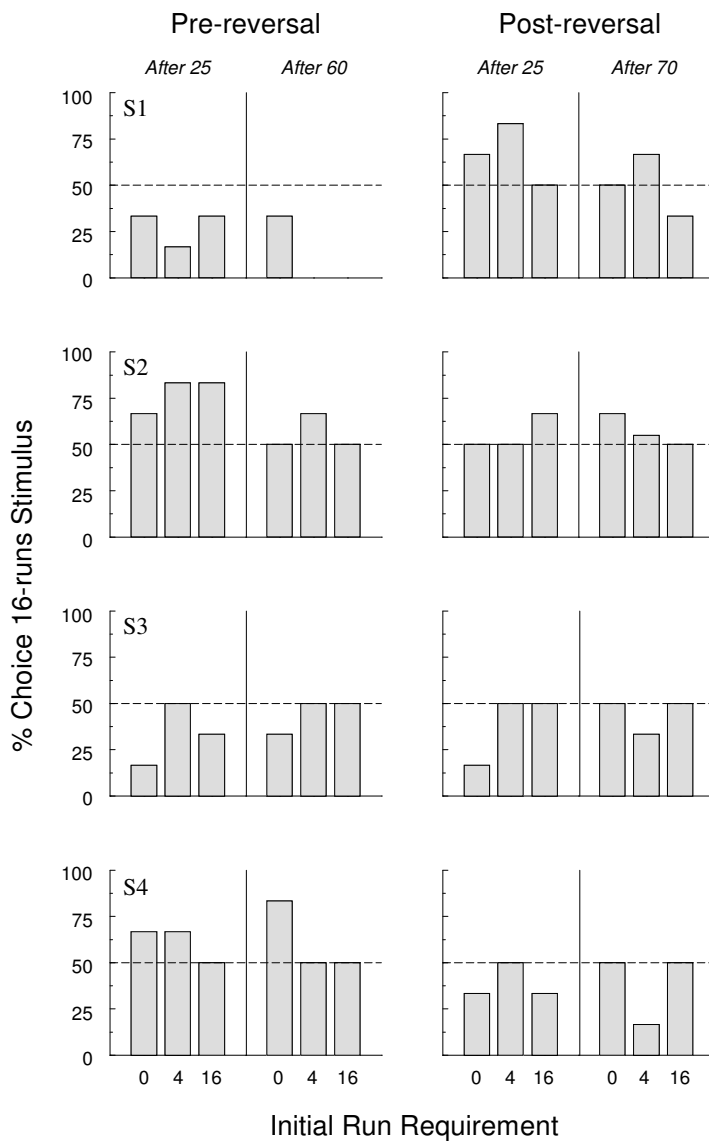 Pre-reversal Post-reversal
After 25 After 60 After 25 After 70
S1
100
75
50
25
0
S2
100
75
50
25
0
S3
100
75
50
25
0
S4
100
75
50
25
0
% Choice 16-runs Stimulus
0 4 16 0 4 16 0 4 16 0 4 16
Initial Run Requirement